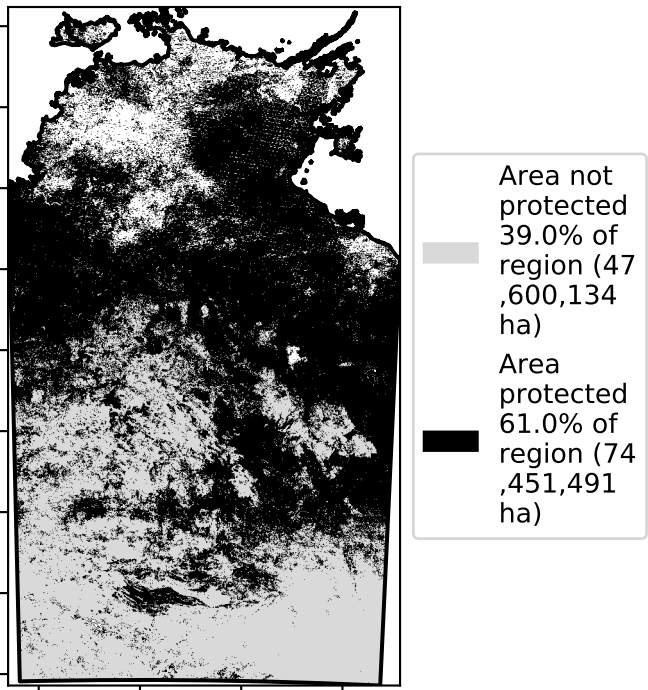 Area not
protected
39.0% of
region (47
,600,134
ha)
Area
protected
61.0% of
region (74
,451,491
ha)